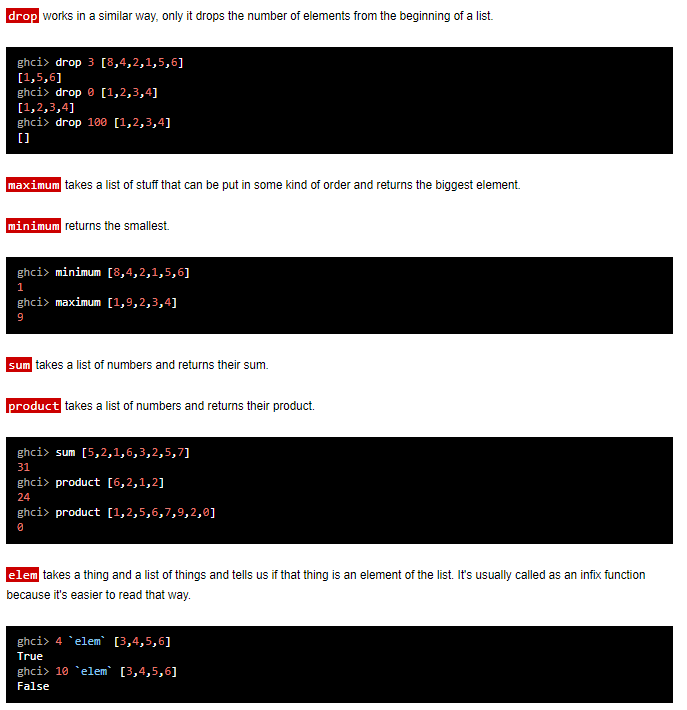 drop works in a similar way, only it drops the number of elements from the beginning of a list.
ghci> drop 3 [8,4,2,1,5,6]
[1,5,6]
ghci> drop 0 [1,2,3,4]
[1,2,3,4]
ghci> drop 100 [1,2,3,4]
[]
maximum takes a list of stuff that can be put in some kind of order and returns the biggest element.
minimum returns the smallest.
ghci> minimum [8,4,2,1,5,6]
1
ghci> maximum [1,9,2,3,4]
9
sum takes a list of numbers and returns their sum.
product takes a list of numbers and returns their product.
ghci> sum [5,2,1,6,3,2,5,7]
31
ghci> product [6,2,1,2]
24
ghci> product [1,2,5,6,7,9,2,0]
0
elem takes a thing and a list of things and tells us if that thing is an element of the list. It's usually called as an infix function
because it's easier to read that way.
ghci> 4 `elem` [3,4,5,6]
True
ghci> 10 `elem` [3,4,5,6]
False